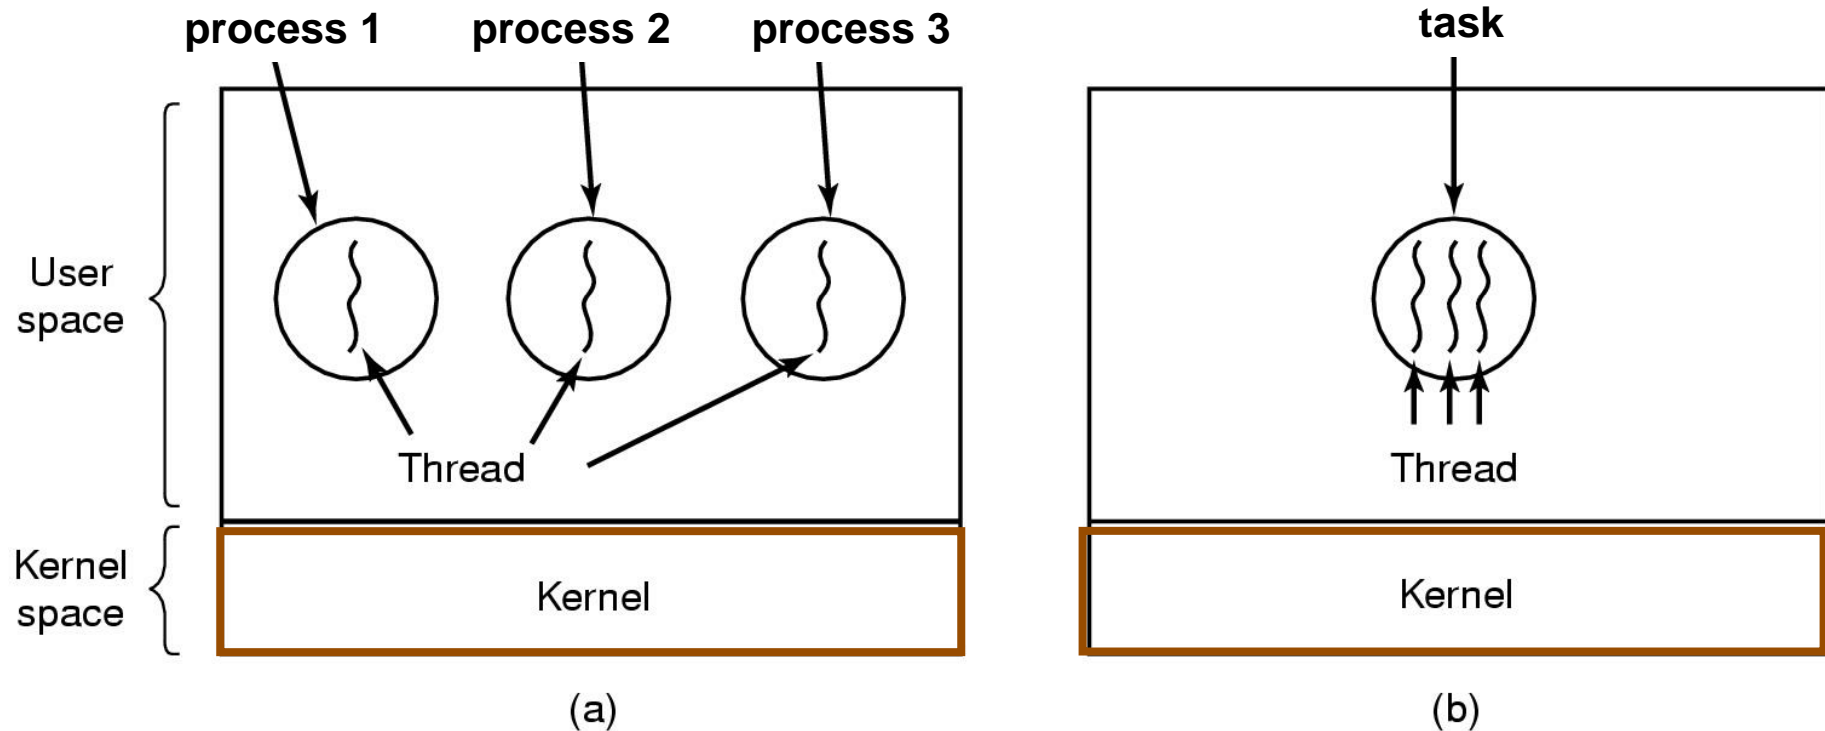 process 1 process 2 process 3
task
User
space
Thread
Thread
Kernel
space
Kernel
Kernel
(a)
(b)